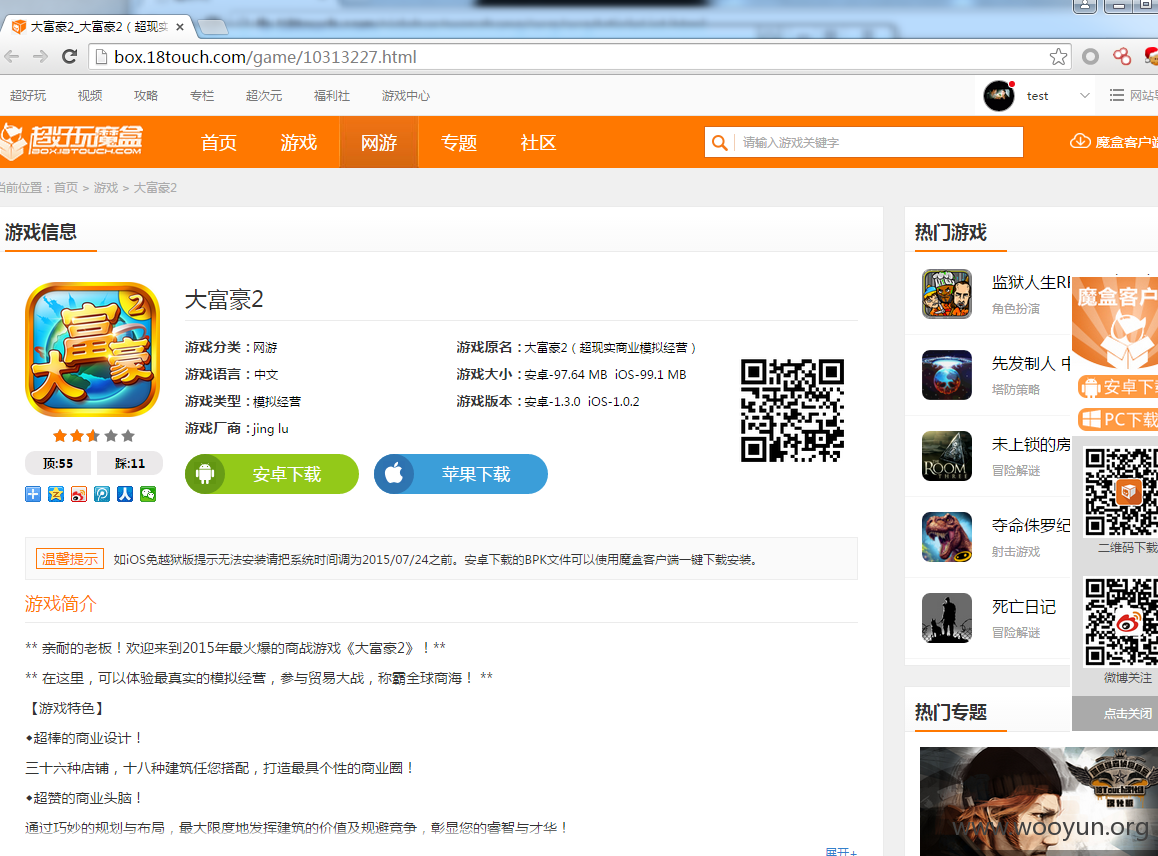 大富豪2_大富豪2（超现实
box.18touch.com/game/10313227.html
超好玩 视频 攻略 专栏 超次元 福利社 游戏中心
test
网站导
超好玩魔盒
BOX.18TOUCH.COM
首页 游戏 网游 专题 社区
请输入游戏关键字
魔盒客户端
当前位置：首页 > 游戏 > 大富豪2
游戏信息
大富豪2
大富豪2
游戏分类：网游
游戏原名：大富豪2（超现实商业模拟经营）
游戏语言：中文
游戏大小：安卓-97.64 MB iOS-99.1 MB
游戏类型：模拟经营
游戏版本：安卓-1.3.0 iOS-1.0.2
游戏厂商：jing lu
顶:55 踩:11
安卓下载 苹果下载
温馨提示 如iOS免越狱版提示无法安装请把系统时间调为2015/07/24之前。安卓下载的BPK文件可以使用魔盒客户端一键下载安装。
游戏简介
** 亲耐的老板！欢迎来到2015年最火爆的商战游戏《大富豪2》！**
** 在这里，可以体验最真实的模拟经营，参与贸易大战，称霸全球商海！ **
【游戏特色】
◆超棒的商业设计！
三十六种店铺，十八种建筑任您搭配，打造最具个性的商业圈！
◆超赞的商业头脑！
通过巧妙的规划与布局，最大限度地发挥建筑的价值及规避竞争，彰显您的睿智与才华！
展开+
热门游戏
监狱人生RP
角色扮演
先发制人 中
塔防策略
THE ROOM THREE
未上锁的房
冒险解谜
夺命侏罗纪
射击游戏
死亡日记
冒险解谜
魔盒客户
安卓下载
PC下载
二维码下载
微博关注
点击关闭
热门专题
www.wooyun.org